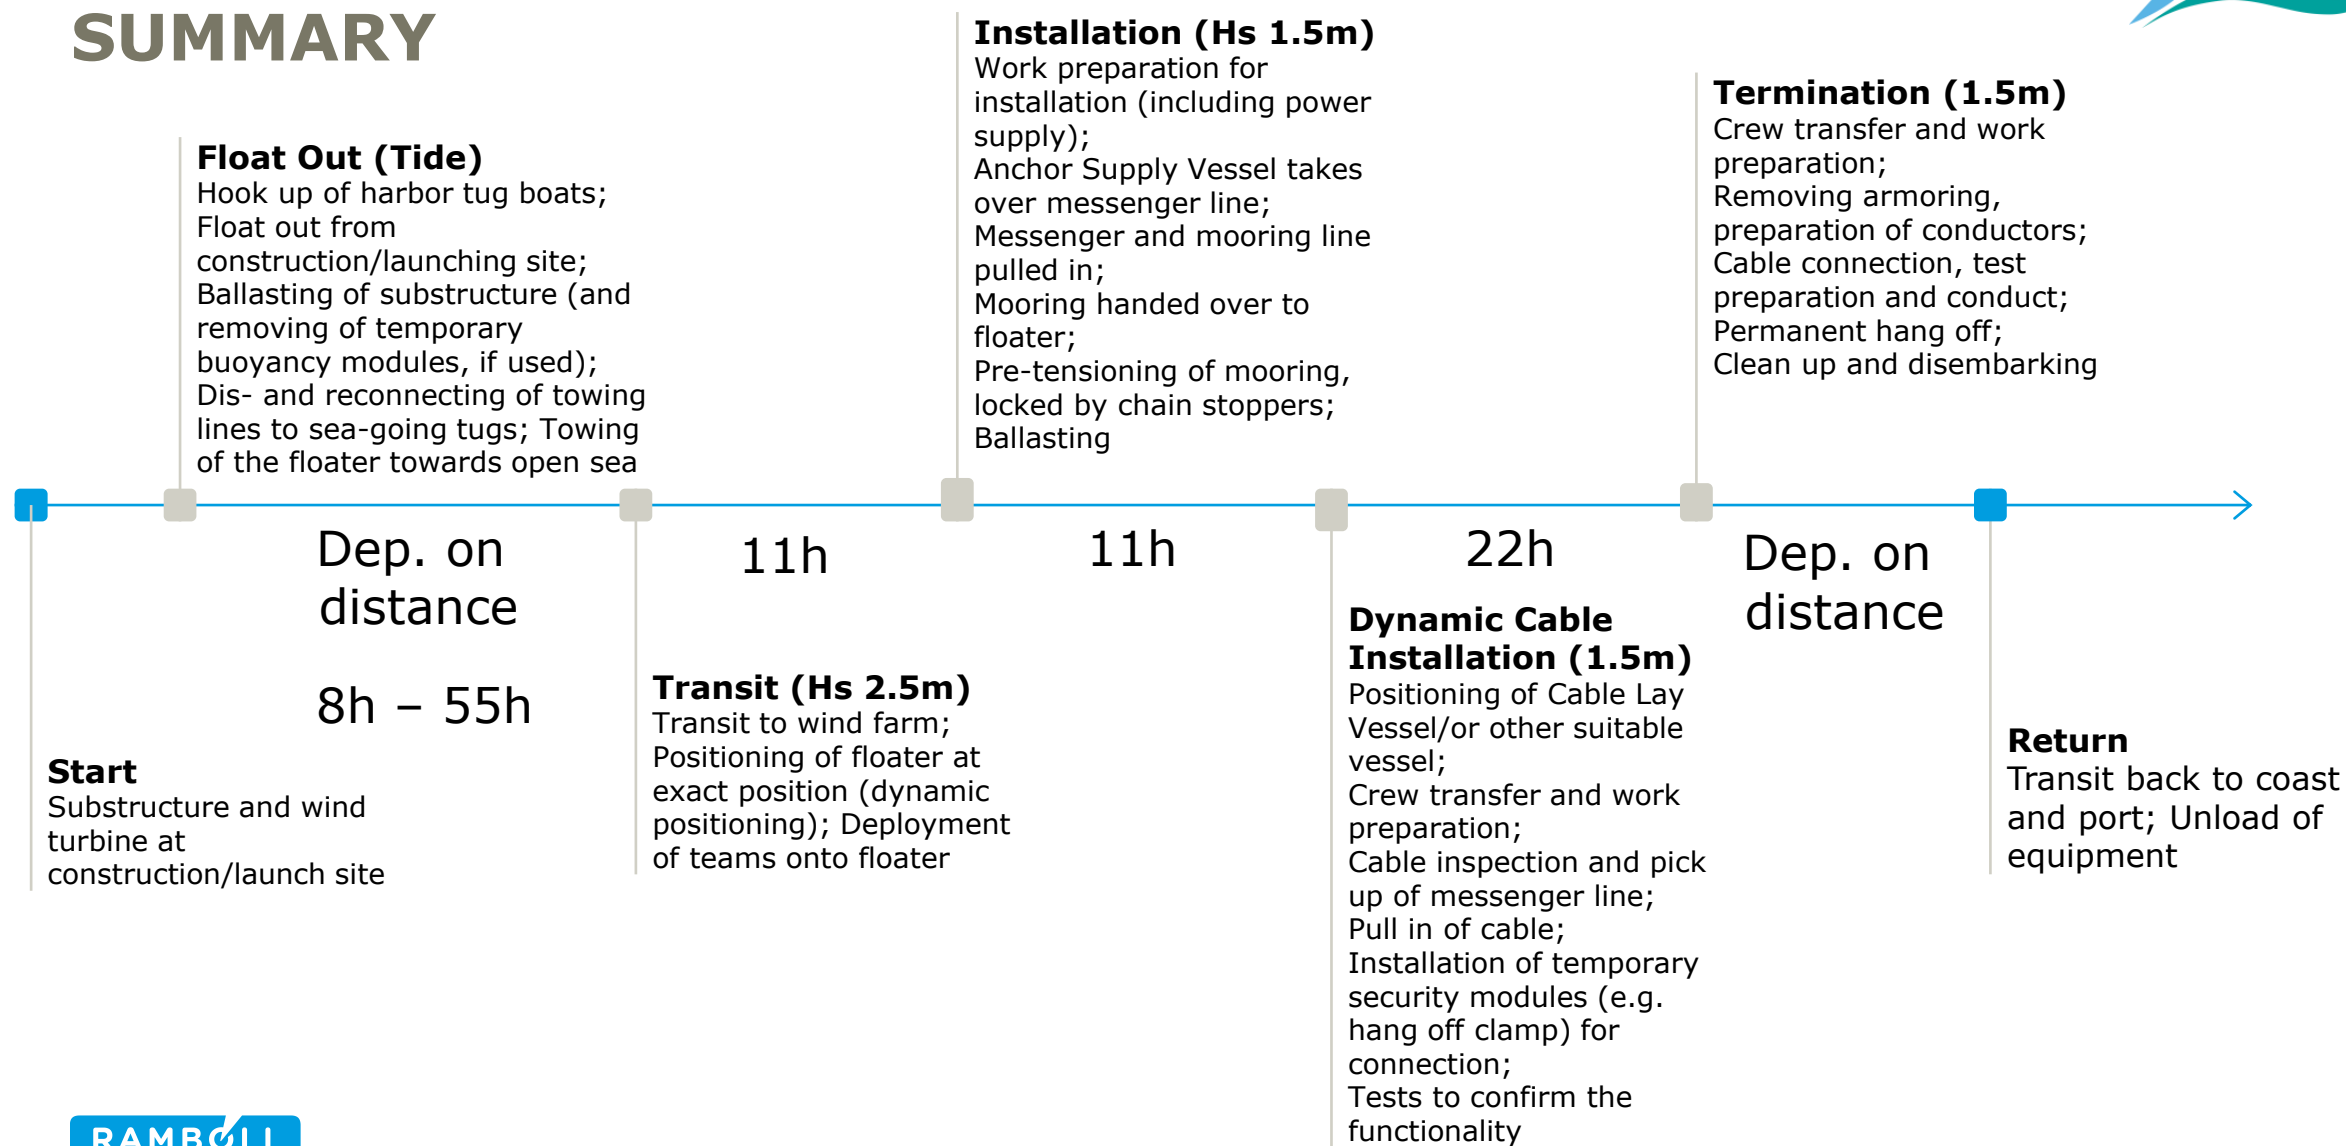 SUMMARY
Float Out (Tide)
Hook up of harbor tug boats;
Float out from
construction/launching site;
Ballasting of substructure (and
removing of temporary
buoyancy modules, if used);
Dis- and reconnecting of towing
lines to sea-going tugs; Towing
of the floater towards open sea
Installation (Hs 1.5m)
Work preparation for
installation (including power
supply);
Anchor Supply Vessel takes
over messenger line;
Messenger and mooring line
pulled in;
Mooring handed over to
floater;
Pre-tensioning of mooring,
locked by chain stoppers;
Ballasting
Termination (1.5m)
Crew transfer and work
preparation;
Removing armoring,
preparation of conductors;
Cable connection, test
preparation and conduct;
Permanent hang off;
Clean up and disembarking
Dep. on
distance
8h – 55h
11h
11h
22h
Dep. on
distance
Start
Substructure and wind
turbine at
construction/launch site
Transit (Hs 2.5m)
Transit to wind farm;
Positioning of floater at
exact position (dynamic
positioning); Deployment
of teams onto floater
Dynamic Cable
Installation (1.5m)
Positioning of Cable Lay
Vessel/or other suitable
vessel;
Crew transfer and work
preparation;
Cable inspection and pick
up of messenger line;
Pull in of cable;
Installation of temporary
security modules (e.g.
hang off clamp) for
connection;
Tests to confirm the
functionality
Return
Transit back to coast
and port; Unload of
equipment
RAMBOLL